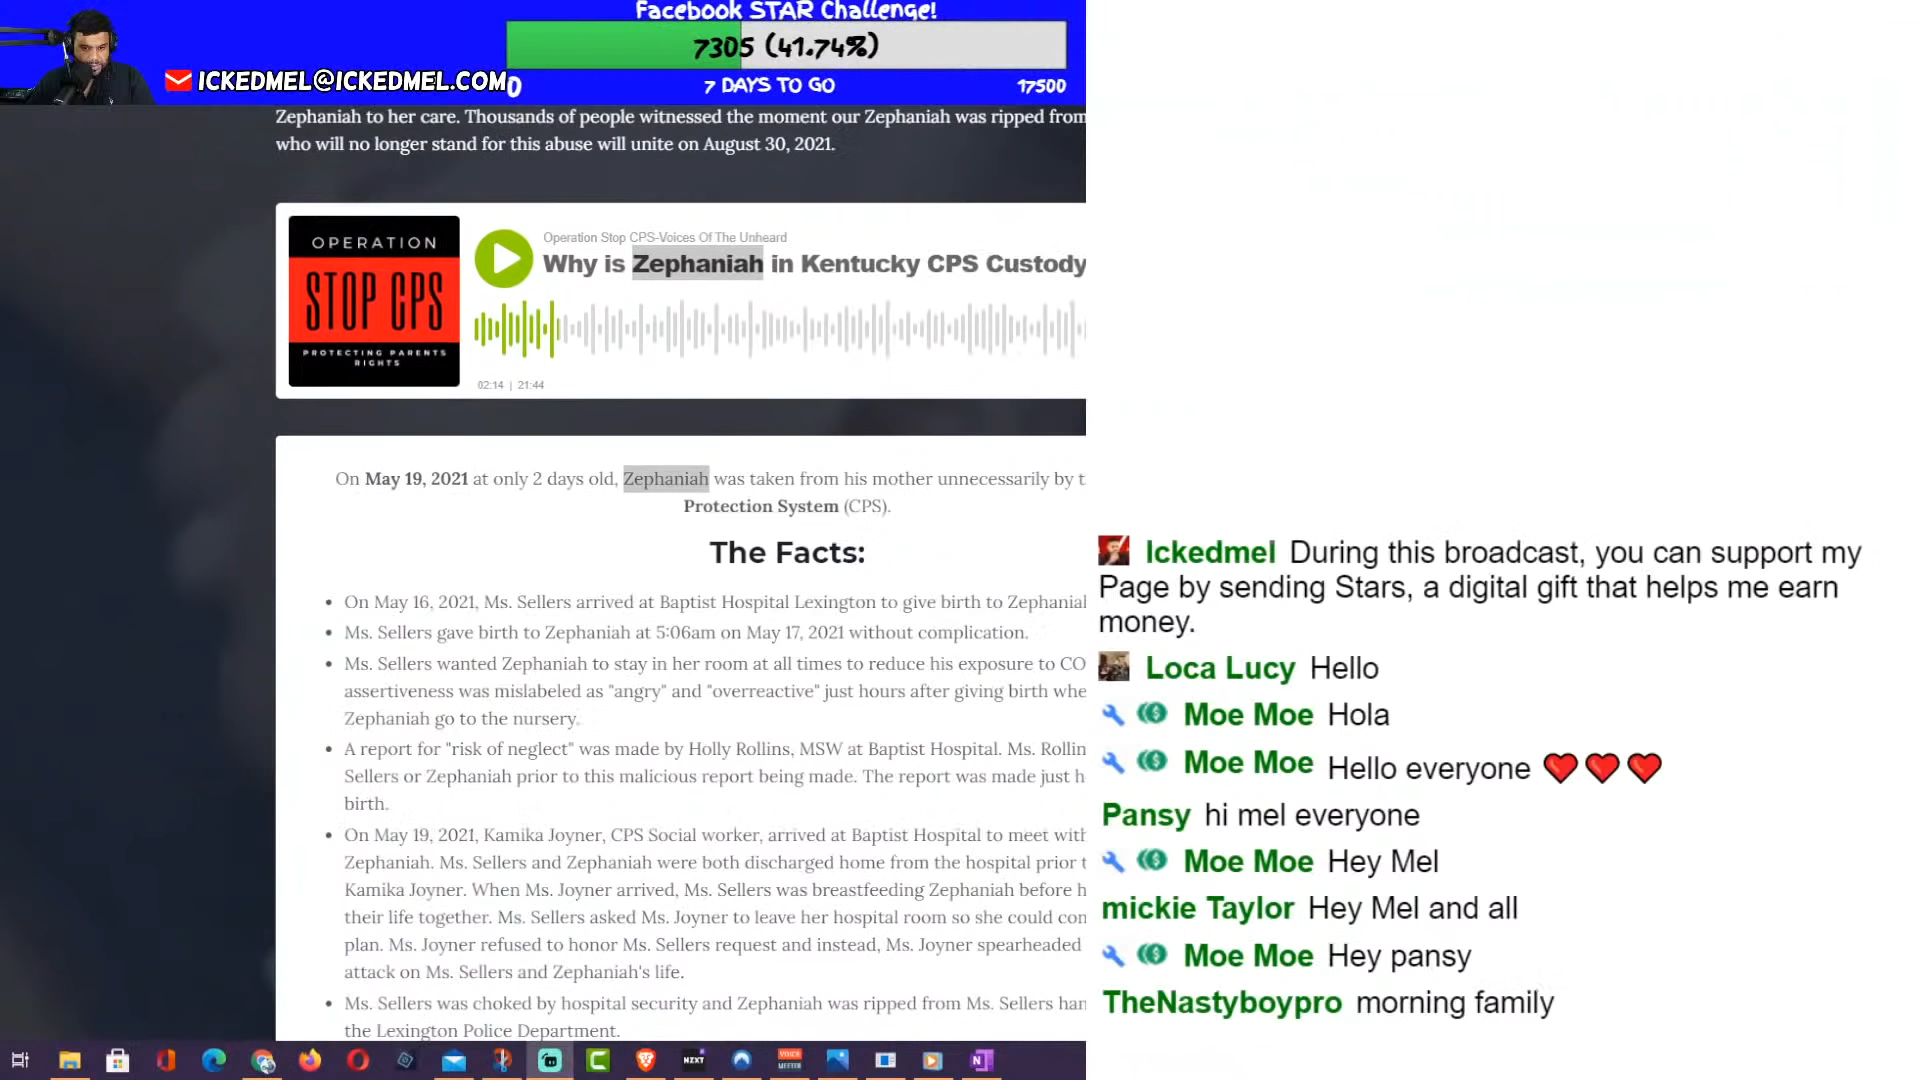 Facebook STAR Challenge!
7305 (41.74%)
ICKEDMEL@ICKEDMEL.COM
0
7 DAYS TO GO
17500
Zephaniah to her care. Thousands of people witnessed the moment our Zephaniah was ripped from
who will no longer stand for this abuse will unite on August 30, 2021.
OPERATION
STOP CPS
PROTECTING PARENTS
RIGHTS
Operation Stop CPS-Voices Of The Unheard
Why is Zephaniah in Kentucky CPS Custody
02:14 | 21:44
On May 19, 2021 at only 2 days old, Zephaniah was taken from his mother unnecessarily by t
Protection System (CPS).
The Facts:
• On May 16, 2021, Ms. Sellers arrived at Baptist Hospital Lexington to give birth to Zephaniah
• Ms. Sellers gave birth to Zephaniah at 5:06am on May 17, 2021 without complication.
• Ms. Sellers wanted Zephaniah to stay in her room at all times to reduce his exposure to CO
assertiveness was mislabeled as "angry" and "overreactive" just hours after giving birth whe
Zephaniah go to the nursery.
• A report for "risk of neglect" was made by Holly Rollins, MSW at Baptist Hospital. Ms. Rollin
Sellers or Zephaniah prior to this malicious report being made. The report was made just h
birth.
• On May 19, 2021, Kamika Joyner, CPS Social worker, arrived at Baptist Hospital to meet with
Zephaniah. Ms. Sellers and Zephaniah were both discharged home from the hospital prior t
Kamika Joyner. When Ms. Joyner arrived, Ms. Sellers was breastfeeding Zephaniah before h
their life together. Ms. Sellers asked Ms. Joyner to leave her hospital room so she could con
plan. Ms. Joyner refused to honor Ms. Sellers request and instead, Ms. Joyner spearheaded
attack on Ms. Sellers and Zephaniah's life.
• Ms. Sellers was choked by hospital security and Zephaniah was ripped from Ms. Sellers han
the Lexington Police Department.
Ickedmel During this broadcast, you can support my
Page by sending Stars, a digital gift that helps me earn
money.
Loca Lucy Hello
Moe Moe Hola
Moe Moe Hello everyone ❤❤❤
Pansy hi mel everyone
Moe Moe Hey Mel
mickie Taylor Hey Mel and all
Moe Moe Hey pansy
TheNastyboypro morning family
NZXT
VOICE
MEETER